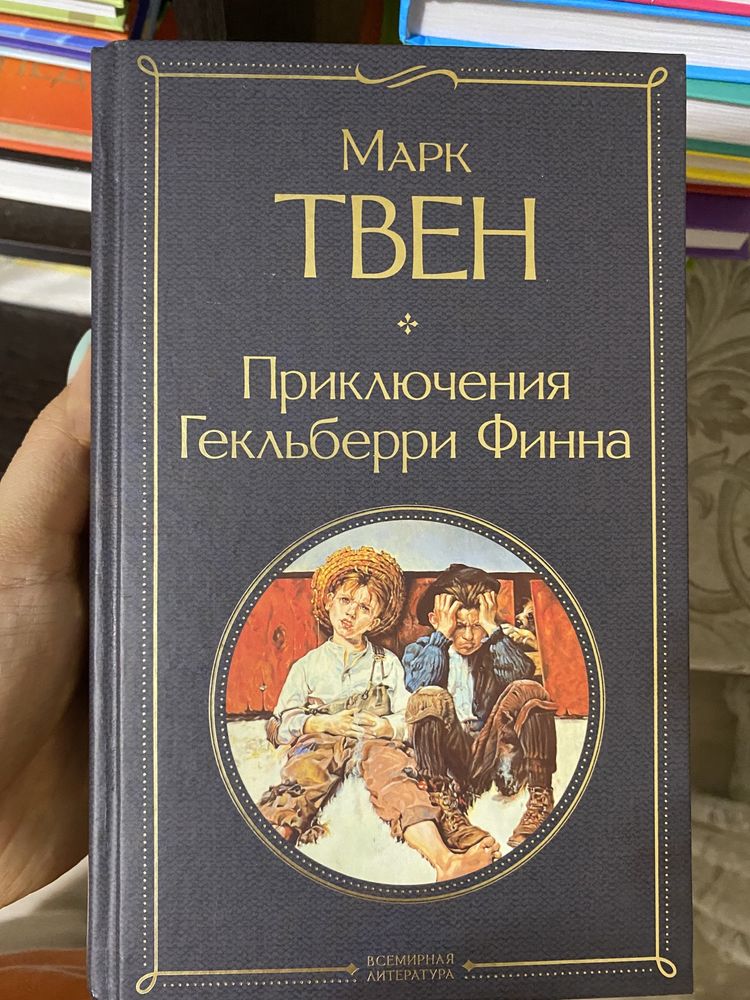 Марк
ТВЕН
Приключения
Гекльберри Финна
ВСЕМИРНАЯ
ЛИТЕРАТУРА